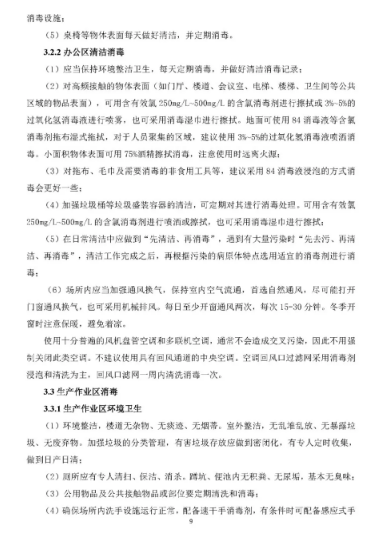 消毒设施；
（5）桌椅等物体表面每天做好清洁，并定期消毒。
3.2.2 办公区清洁消毒
（1）应当保持环境整洁卫生，每天定期消毒，并做好清洁消毒记录；
（2）对高频接触的物体表面（如门厅、楼道、会议室、电梯、楼梯、卫生间等公共
区域的物品表面），可用含有效氯 250mg/L~500mg/L 的含氯消毒剂进行擦拭或 3%-5%的
过氧化氢消毒液进行喷雾，也可采用消毒湿巾进行擦拭。地面可使用 84 消毒液等含氯
消毒剂拖布湿式拖拭，对于人员聚集的区域，建议使用 3%~5%的过氧化氢消毒液喷洒消
毒。小面积物体表面可用 75%酒精擦拭消毒，注意使用时远离火源；
（3）对拖布、毛巾及需要消毒的非食用工具等，建议采用 84 消毒液浸泡的方式消
毒会更好一些；
（4）加强垃圾桶等垃圾盛装容器的清洁，可定期对其进行消毒处理。可用含有效氯
250mg/L~500mg/L 的含氯消毒剂进行喷洒或擦拭，也可采用消毒湿巾进行擦拭；
（5）在日常清洁中应做到“先清洁、再消毒”，遇到有大量污染时“先去污、再清
洁、再消毒”，清洁工作完成之后，再根据污染的病原体特点选用适宜的消毒剂进行消
毒；
（6）场所内应当加强通风换气，保持室内空气流通，首选自然通风，尽可能打开
门窗通风换气，也可采用机械排风。每日至少开窗通风两次，每次 15-30 分钟。冬季开
窗时注意保暖，避免着凉。
使用十分普遍的风机盘管空调和多联机空调，通常不会造成交叉污染，因此不用强
制关闭此类空调。不建议使用具有回风通道的中央空调。空调回风口过滤网采用消毒剂
浸泡和清洗为主，回风口滤网一周内清洗消毒一次。
3.3 生产作业区消毒
3.3.1 生产作业区环境卫生
（1）环境整洁，楼道无杂物、无痰迹、无烟蒂。室外整洁，无乱堆乱放、无暴露垃
圾、无废弃物。加强垃圾的分类管理，有害垃圾存放应做到密闭化，有专人定时收集，
做到日产日清；
（2）厕所应有专人清扫、保洁、消杀。蹲坑、便池内无积粪、无尿垢，基本无臭味；
（3）公用物品及公共接触物品或部位要定期清洗和消毒；
（4）确保场所内洗手设施运行正常，配备速干手消毒剂，有条件时可配备感应式手
9